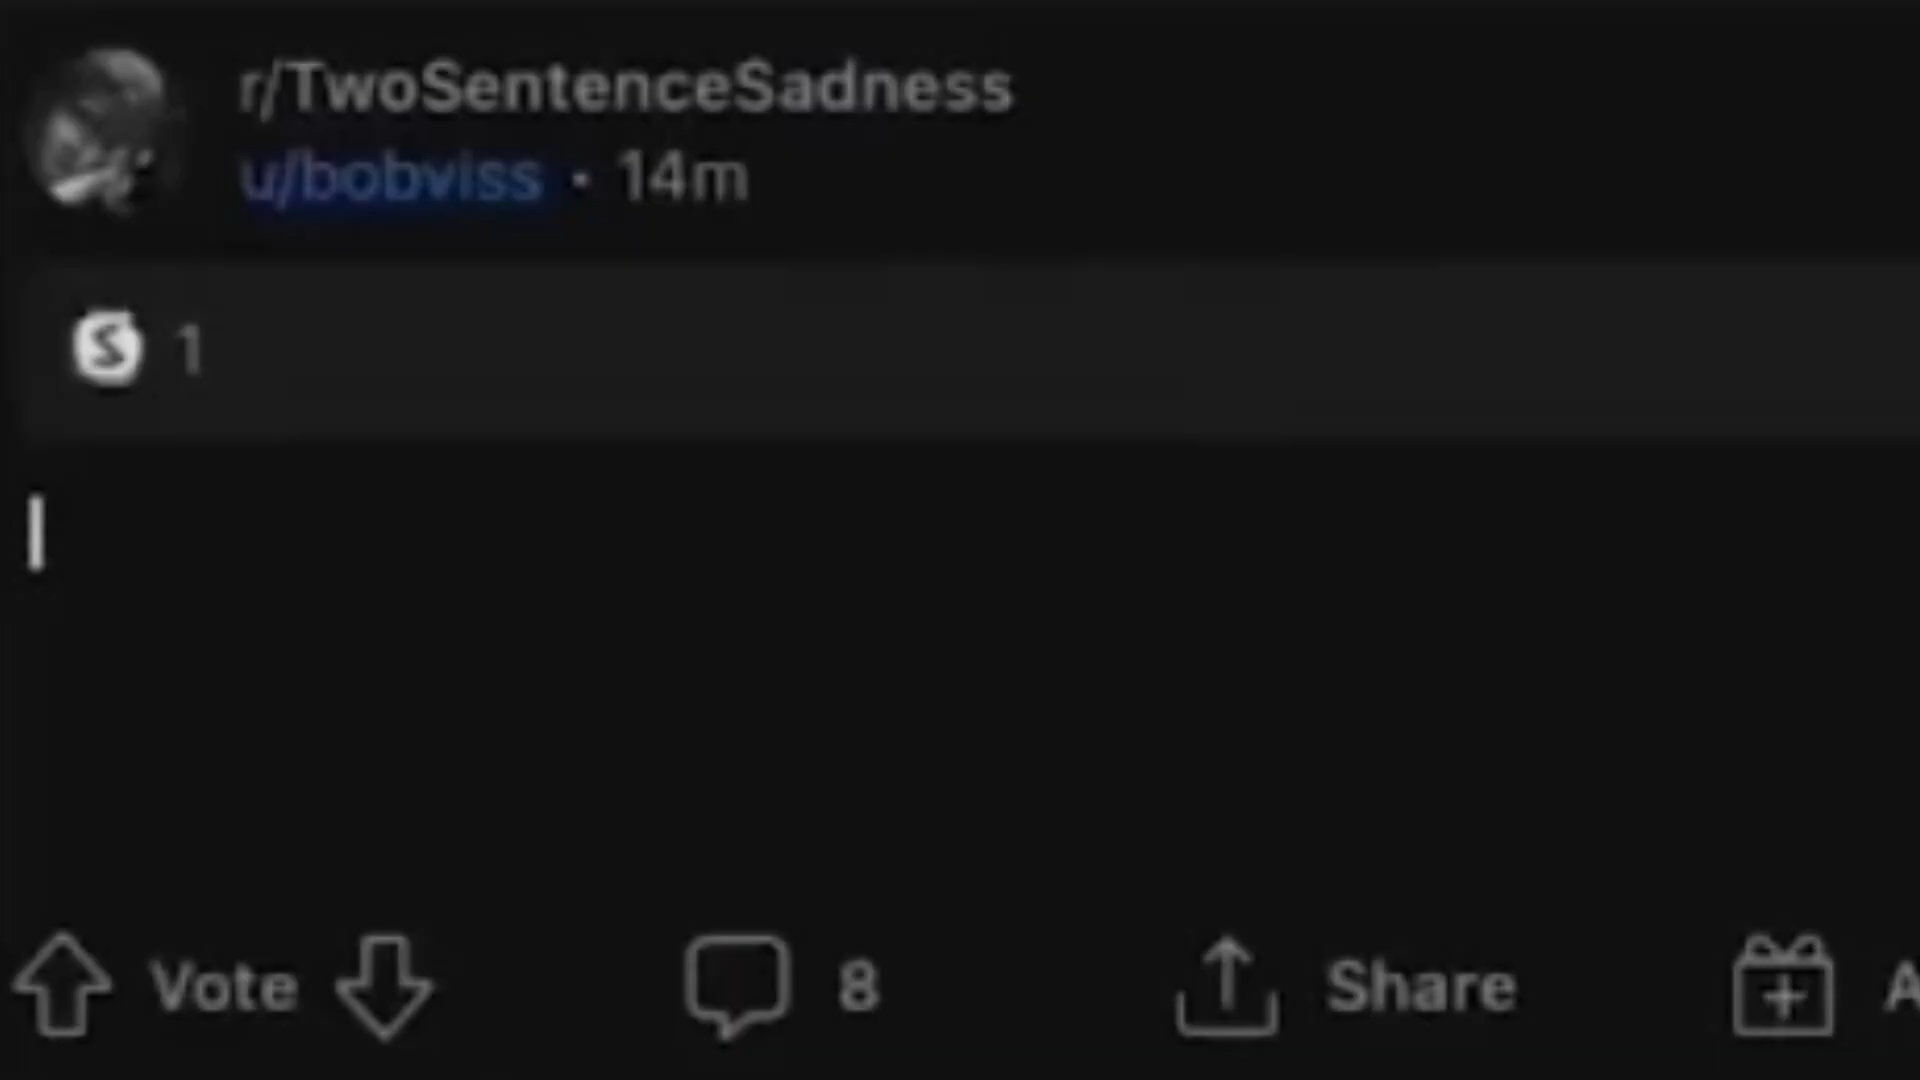 r/TwoSentenceSadness
u/bobviss • 14m
S 1
I
Vote 8 Share A